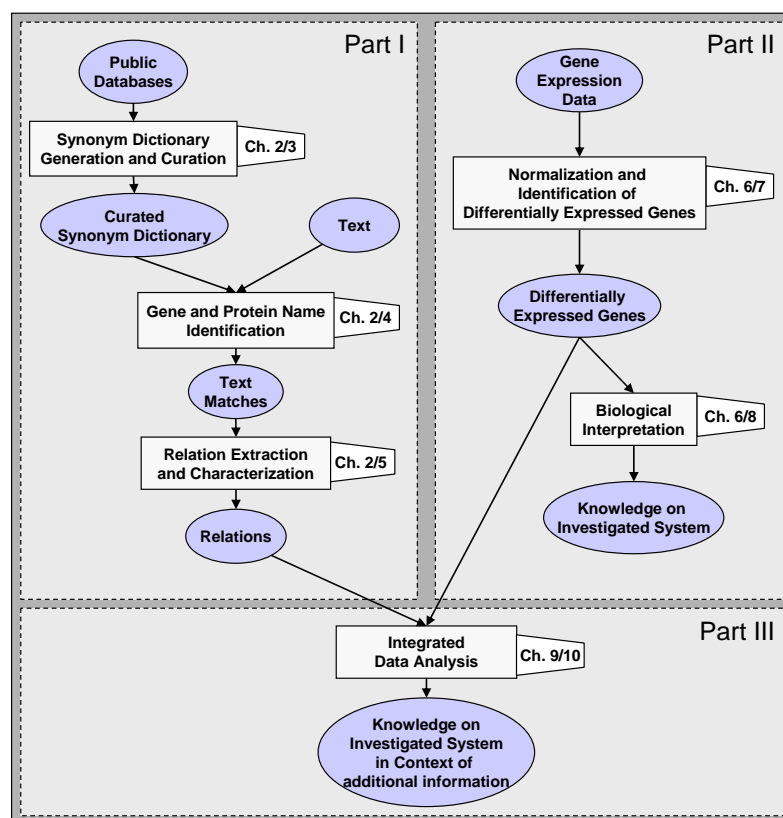 Part I
Public
Databases
Synonym Dictionary
Generation and Curation
Ch. 2/3
Curated
Synonym Dictionary
Text
Gene and Protein Name
Identification
Ch. 2/4
Text
Matches
Relation Extraction
and Characterization
Ch. 2/5
Relations
Part II
Gene
Expression
Data
Normalization and
Identification of
Differentially Expressed Genes
Ch. 6/7
Differentially
Expressed Genes
Biological
Interpretation
Ch. 6/8
Knowledge on
Investigated System
Part III
Integrated
Data Analysis
Ch. 9/10
Knowledge on
Investigated System
in Context of
additional information